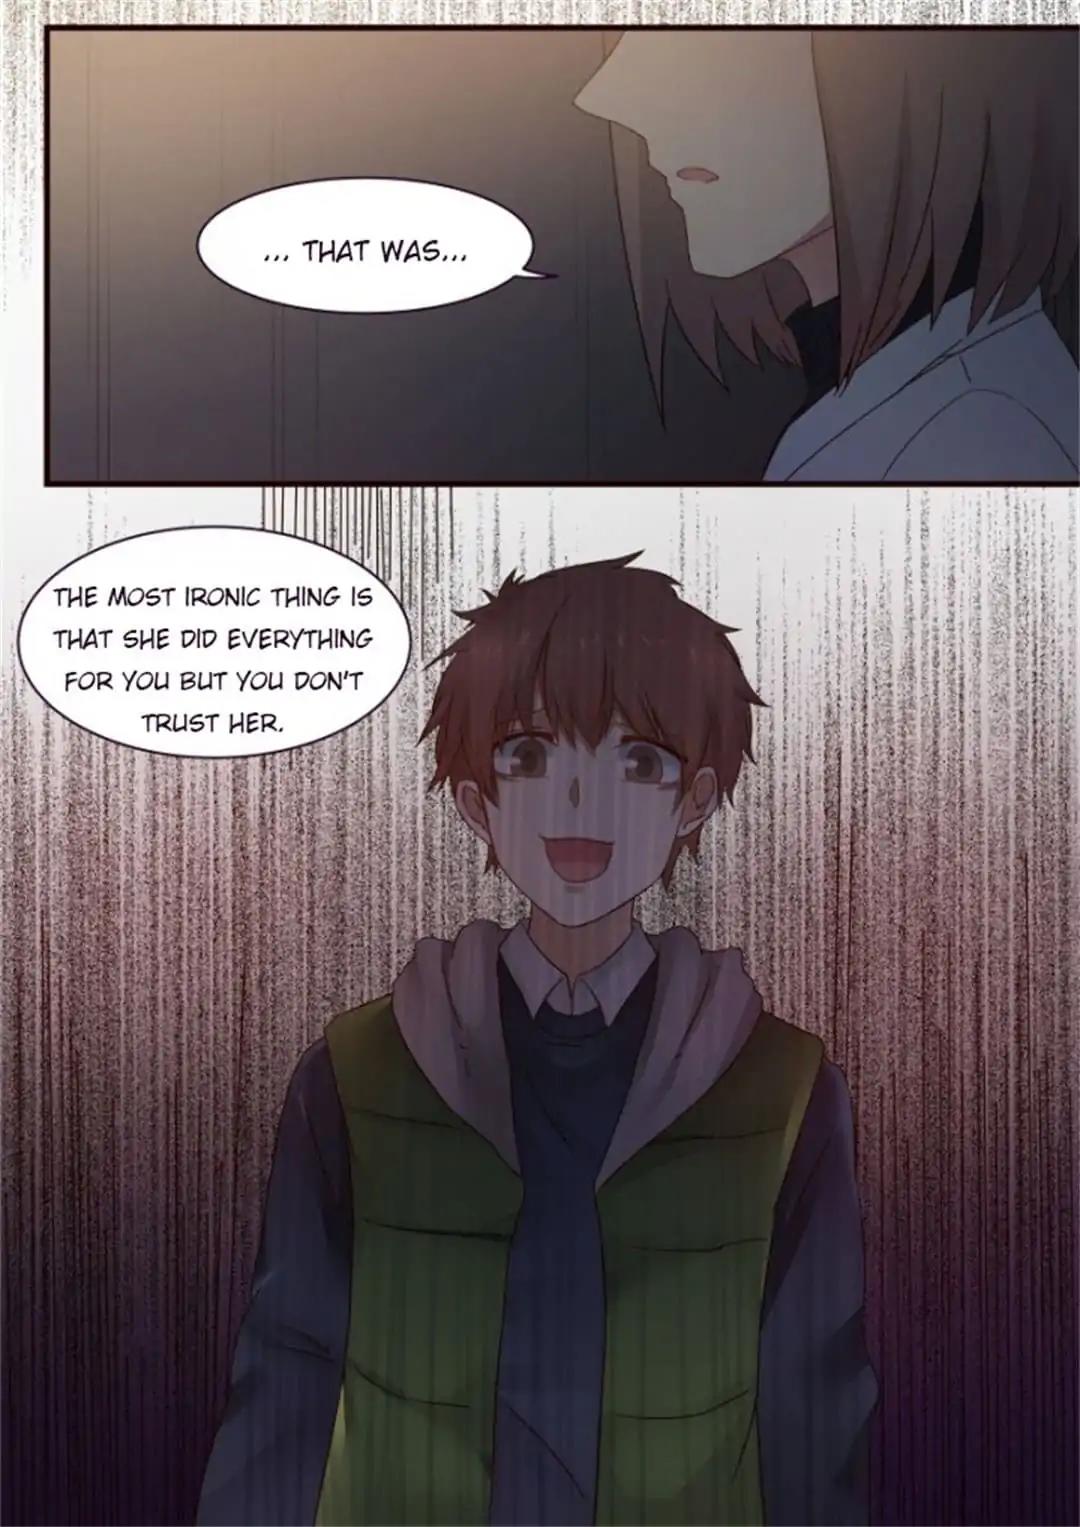 ... THAT WAS...
THE MOST IRONIC THING IS
THAT SHE DID EVERYTHING
FOR YOU BUT YOU DON'T
TRUST HER.